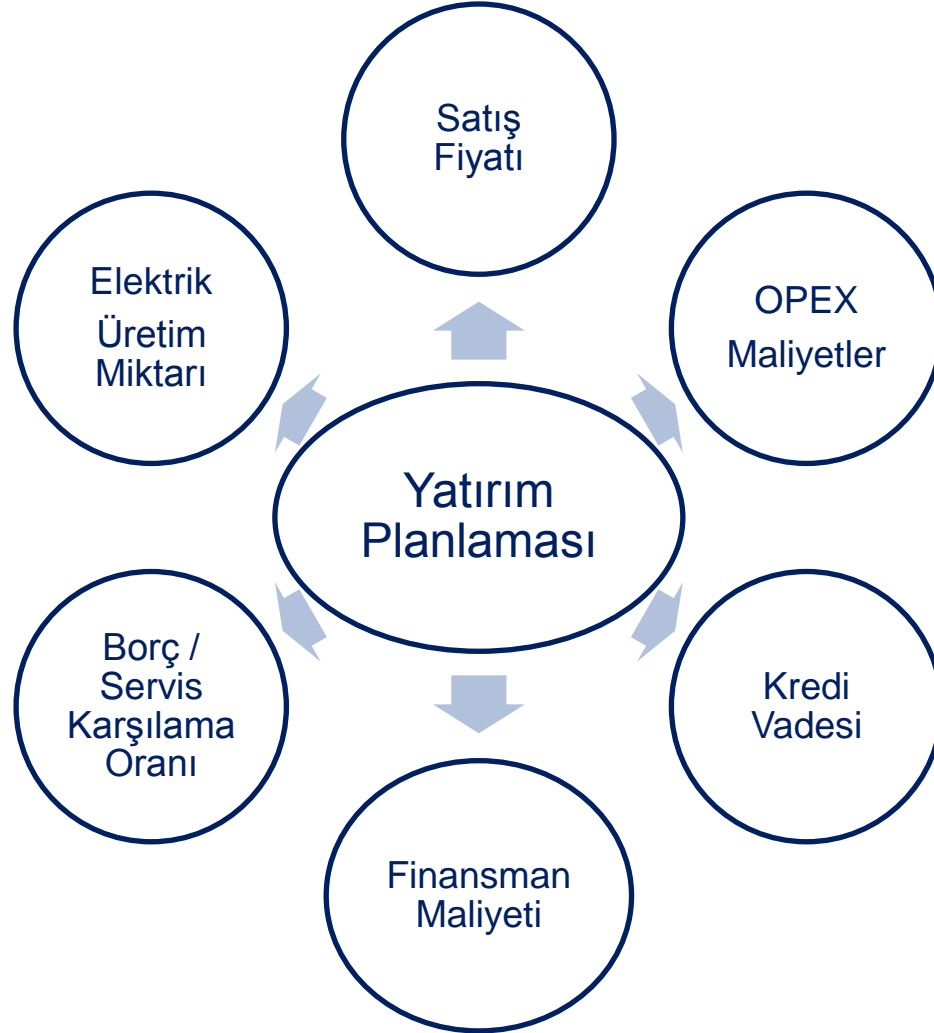 Satış
Fiyatı
Elektrik
Üretim
Miktarı
OPEX
Maliyetler
Yatırım
Planlaması
Borç /
Servis
Karşılama
Oranı
Kredi
Vadesi
Finansman
Maliyeti